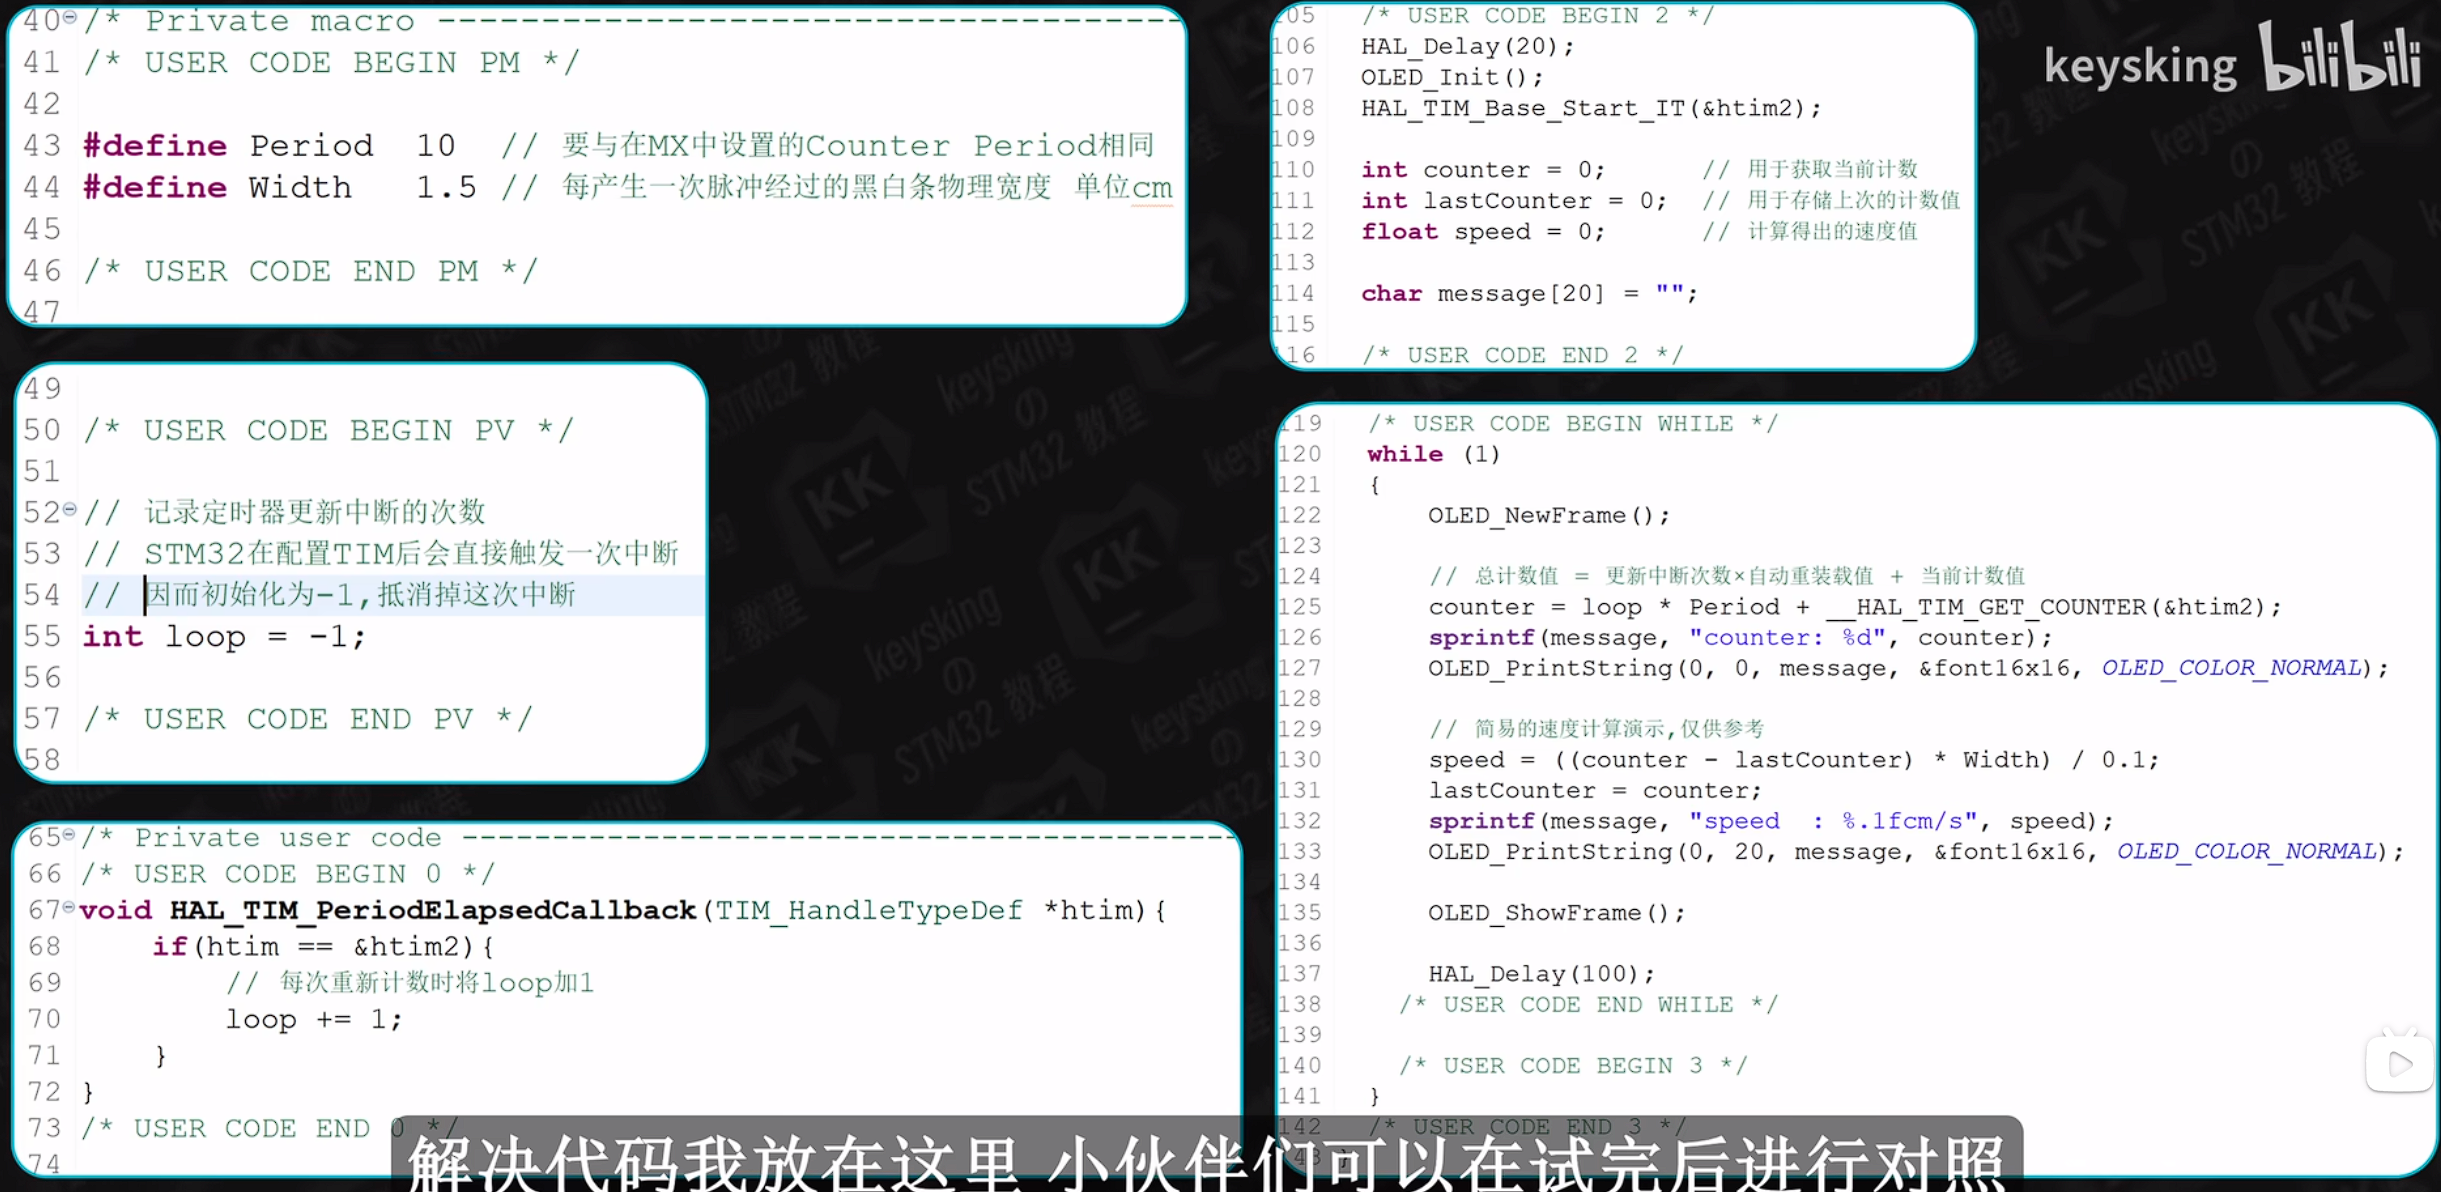 40 /* Private macro -----------------------------------
41 /* USER CODE BEGIN PM */
42
43 #define Period  10  // 要与在MX中设置的Counter Period相同
44 #define Width   1.5 // 每产生一次脉冲经过的黑白条物理宽度 单位cm
45
46 /* USER CODE END PM */
47
49
50 /* USER CODE BEGIN PV */
51
52 // 记录定时器更新中断的次数
53 // STM32在配置TIM后会直接触发一次中断
54 // 因而初始化为-1,抵消掉这次中断
55 int loop = -1;
56
57 /* USER CODE END PV */
58
65 /* Private user code -----------------------------------
66 /* USER CODE BEGIN 0 */
67 void HAL_TIM_PeriodElapsedCallback(TIM_HandleTypeDef *htim){
68     if(htim == &htim2){
69         // 每次重新计数时将loop加1
70         loop += 1;
71     }
72 }
73 /* USER CODE END 0 */
74
105 /* USER CODE BEGIN 2 */
106 HAL_Delay(20);
107 OLED_Init();
108 HAL_TIM_Base_Start_IT(&htim2);
109
110 int counter = 0;      // 用于获取当前计数
111 int lastCounter = 0;  // 用于存储上次的计数值
112 float speed = 0;      // 计算得出的速度值
113
114 char message[20] = "";
115
116 /* USER CODE END 2 */
119 /* USER CODE BEGIN WHILE */
120 while (1)
121 {
122     OLED_NewFrame();
123
124     // 总计数值 = 更新中断次数×自动重装载值 + 当前计数值
125     counter = loop * Period + __HAL_TIM_GET_COUNTER(&htim2);
126     sprintf(message, "counter: %d", counter);
127     OLED_PrintString(0, 0, message, &font16x16, OLED_COLOR_NORMAL);
128
129     // 简易的速度计算演示,仅供参考
130     speed = ((counter - lastCounter) * Width) / 0.1;
131     lastCounter = counter;
132     sprintf(message, "speed  : %.1fcm/s", speed);
133     OLED_PrintString(0, 20, message, &font16x16, OLED_COLOR_NORMAL);
134
135     OLED_ShowFrame();
136
137     HAL_Delay(100);
138   /* USER CODE END WHILE */
139
140   /* USER CODE BEGIN 3 */
141 }
142 /* USER CODE END 3 */
keysking bilibili
解决代码我放在这里 小伙伴们可以在试完后进行对照